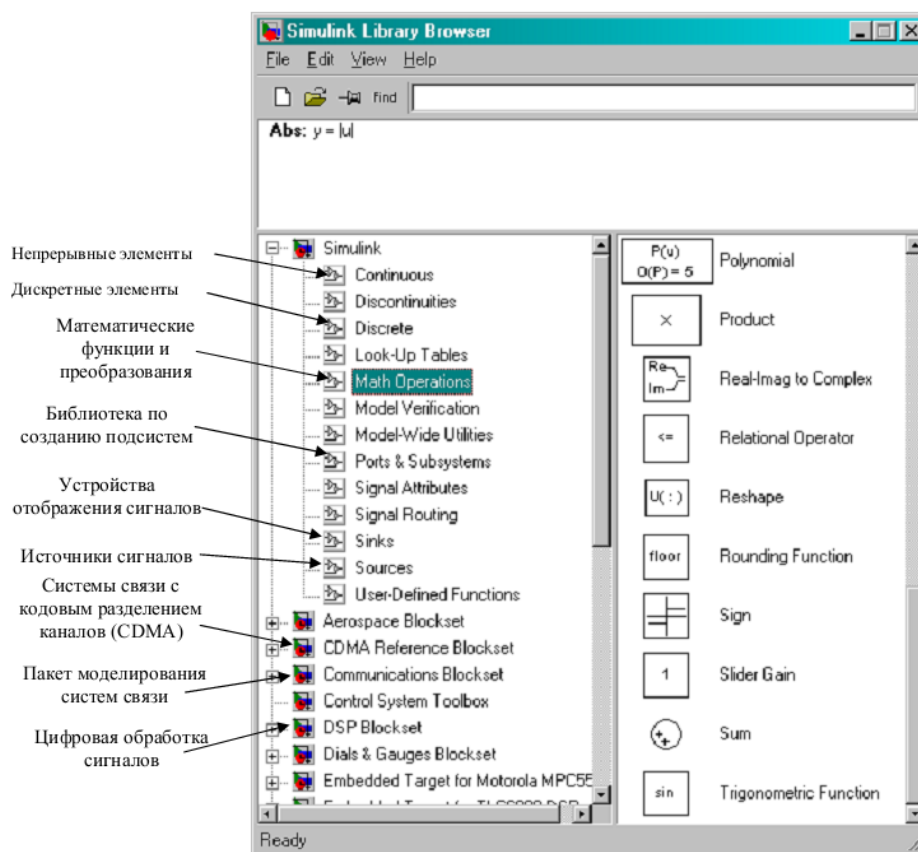 Simulink Library Browser
File Edit View Help
Find
Abs: y = |u|
Непрерывные элементы
Дискретные элементы
Математические
функции и
преобразования
Библиотека по
созданию подсистем
Устройства
отображения сигналов
Источники сигналов
Системы связи с
кодовым разделением
каналов (CDMA)
Пакет моделирования
систем связи
Цифровая обработка
сигналов
Simulink
Continuous
Discontinuities
Discrete
Look-Up Tables
Math Operations
Model Verification
Model-Wide Utilities
Ports & Subsystems
Signal Attributes
Signal Routing
Sinks
Sources
User-Defined Functions
Aerospace Blockset
CDMA Reference Blockset
Communications Blockset
Control System Toolbox
DSP Blockset
Dials & Gauges Blockset
Embedded Target for Motorola MPC55
P(u)
O(P) = 5
Polynomial
×
Product
Re
Im
Real-Imag to Complex
<=
Relational Operator
U( : )
Reshape
floor
Rounding Function
Sign
1
Slider Gain
++
Sum
sin
Trigonometric Function
Ready